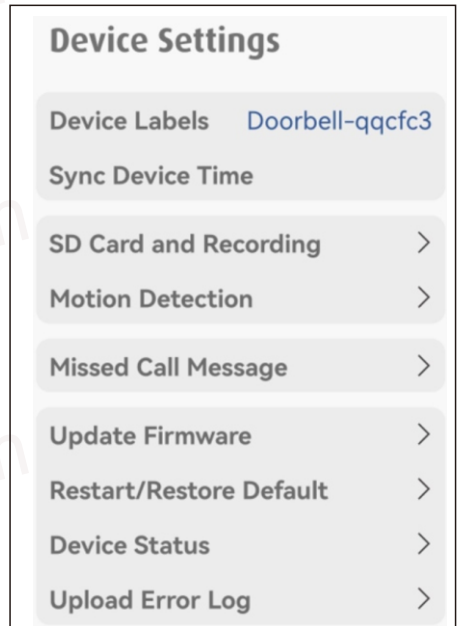 Device Settings
Device Labels Doorbell-qqcfc3
Sync Device Time
SD Card and Recording >
Motion Detection >
Missed Call Message >
Update Firmware >
Restart/Restore Default >
Device Status >
Upload Error Log >